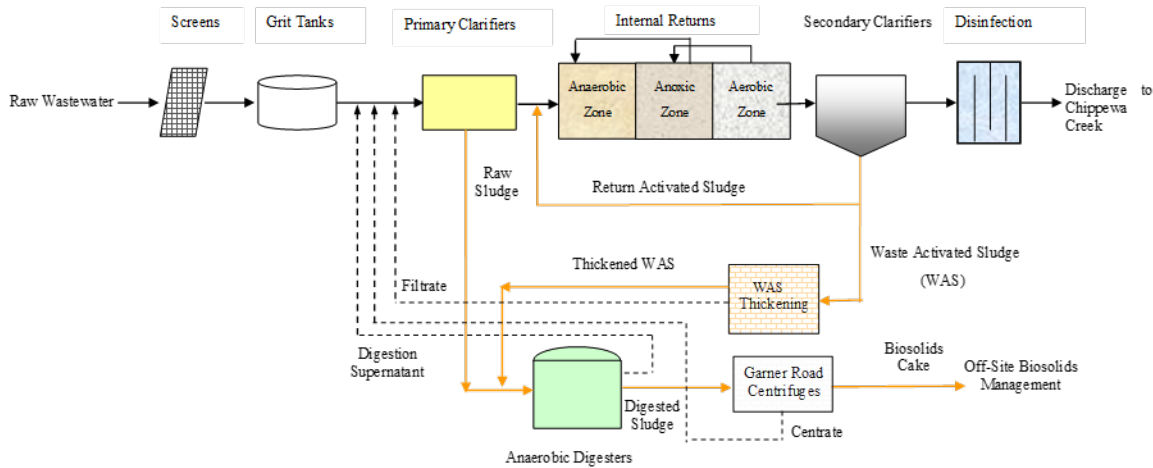 Screens
Grit Tanks
Primary Clarifiers
Internal Returns
Secondary Clarifiers
Disinfection
Raw Wastewater
Anaerobic
Zone
Anoxic
Zone
Aerobic
Zone
Discharge to
Chippewa
Creek
Raw
Sludge
Return Activated Sludge
Waste Activated Sludge
(WAS)
Thickened WAS
Filtrate
WAS
Thickening
Digestion
Supernatant
Digested
Sludge
Garner Road
Centrifuges
Biosolids
Cake
Off-Site Biosolids
Management
Centrate
Anaerobic Digesters